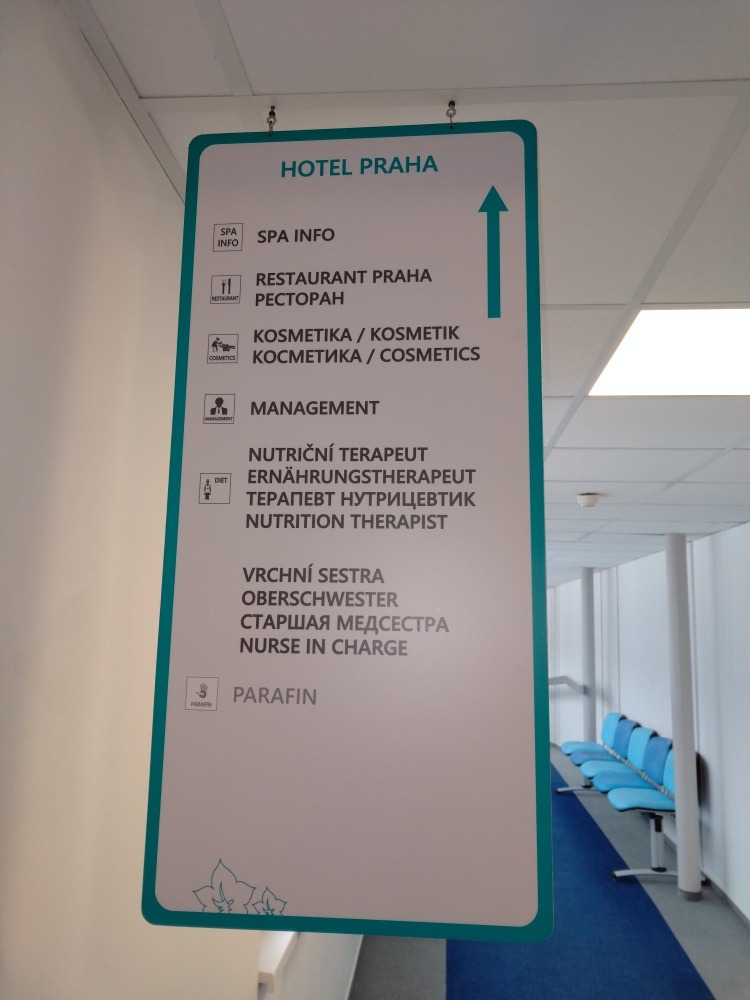 HOTEL PRAHA
SPA INFO
SPA INFO
RESTAURANT
RESTAURANT PRAHA
РЕСТОРАН
COSMETICS
KOSMETIKA / KOSMETIK
КОСМЕТИКА / COSMETICS
MANAGEMENT
MANAGEMENT
DIET
NUTRIČNÍ TERAPEUT
ERNÄHRUNGSTHERAPEUT
ТЕРАПЕВТ НУТРИЦЕВТИК
NUTRITION THERAPIST
VRCHNÍ SESTRA
OBERSCHWESTER
СТАРШАЯ МЕДСЕСТРА
NURSE IN CHARGE
PARAFIN
PARAFIN